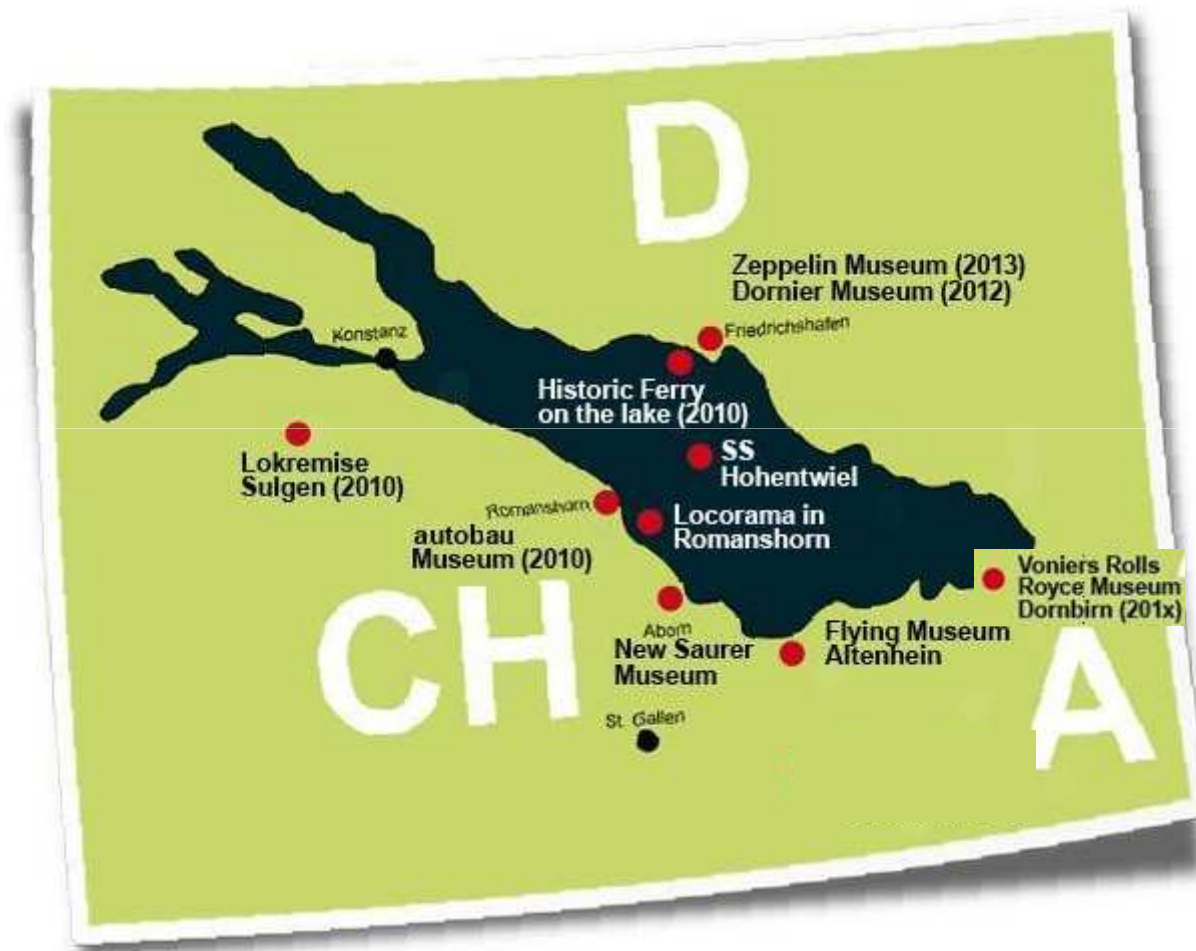 D
Zeppelin Museum (2013)
Dornier Museum (2012)
Friedrichshafen
Konstanz
Historic Ferry
on the lake (2010)
SS
Hohentwiel
Lokremise
Sulgen (2010)
Romanshorn
Locorama in
Romanshorn
autobau
Museum (2010)
Voniers Rolls
Royce Museum
Dornbirn (201x)
CH
Aborn
New Saurer
Museum
Flying Museum
Altenhein
A
St. Gallen